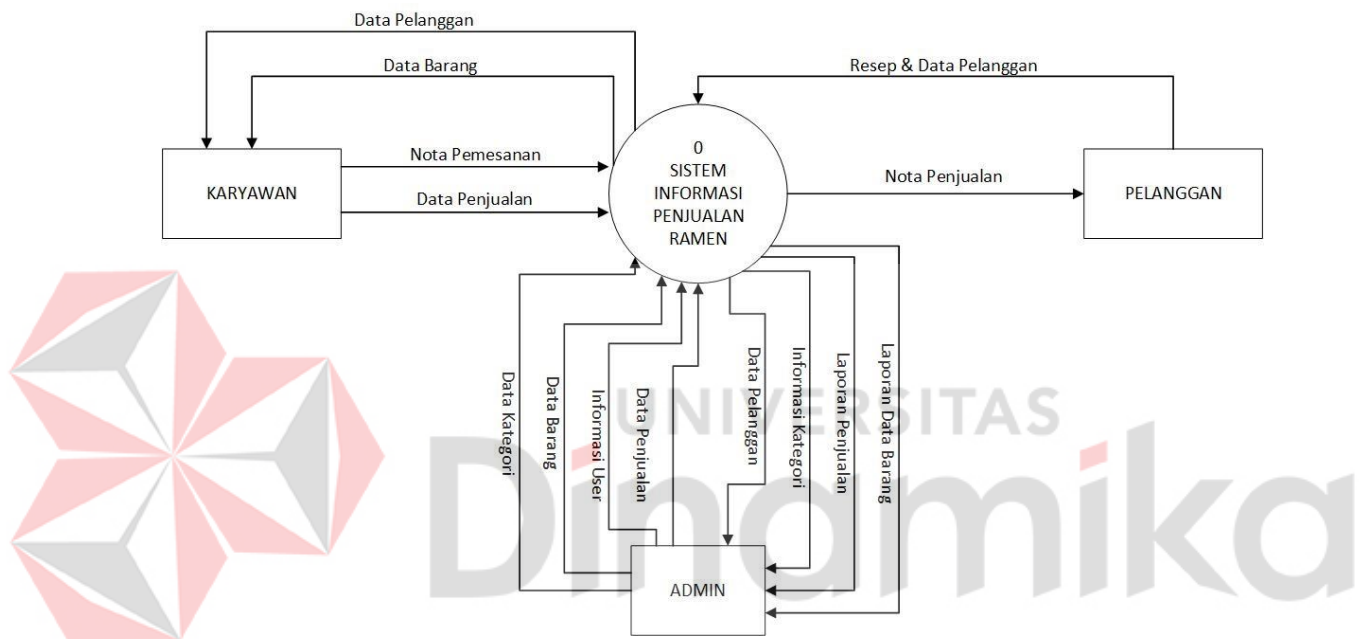 Data Pelanggan
Data Barang
Resep & Data Pelanggan
KARYAWAN
Nota Pemesanan
Data Penjualan
0
SISTEM
INFORMASI
PENJUALAN
RAMEN
Nota Penjualan
PELANGGAN
Data Kategori
Data Barang
Informasi User
Data Penjualan
Data Pelanggan
Informasi Kategori
Laporan Penjualan
Laporan Data Barang
UNIVERSITAS
Dinamika
ADMIN